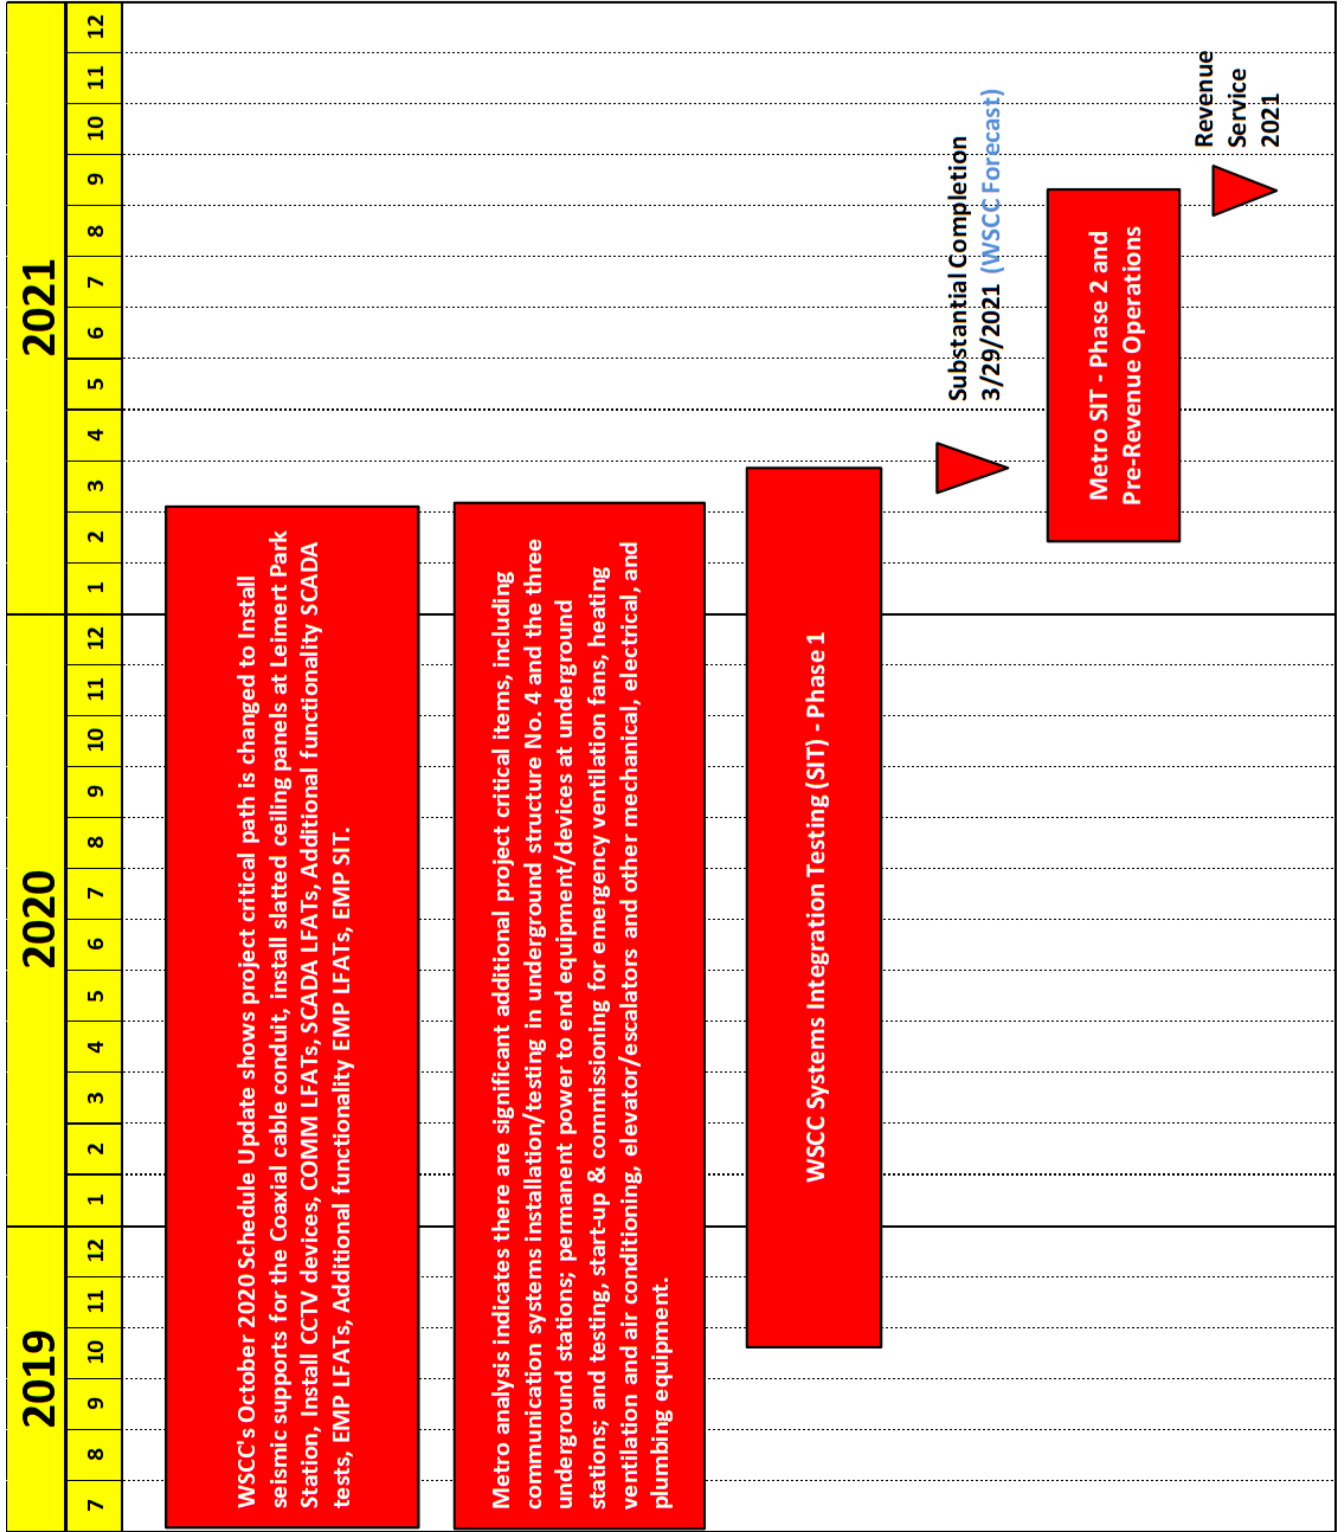 2019
2020
2021
7 8 9 10 11 12 1 2 3 4 5 6 7 8 9 10 11 12 1 2 3 4 5 6 7 8 9 10 11 12
WSCC's October 2020 Schedule Update shows project critical path is changed to Install
seismic supports for the Coaxial cable conduit, install slatted ceiling panels at Leimert Park
Station, Install CCTV devices, COMM LFATs, SCADA LFATs, Additional functionality SCADA
tests, EMP LFATs, Additional functionality EMP LFATs, EMP SIT.
Metro analysis indicates there are significant additional project critical items, including
communication systems installation/testing in underground structure No. 4 and the three
underground stations; permanent power to end equipment/devices at underground
stations; and testing, start-up & commissioning for emergency ventilation fans, heating
ventilation and air conditioning, elevator/escalators and other mechanical, electrical, and
plumbing equipment.
WSCC Systems Integration Testing (SIT) - Phase 1
Substantial Completion
3/29/2021 (WSCC Forecast)
Metro SIT - Phase 2 and
Pre-Revenue Operations
Revenue
Service
2021